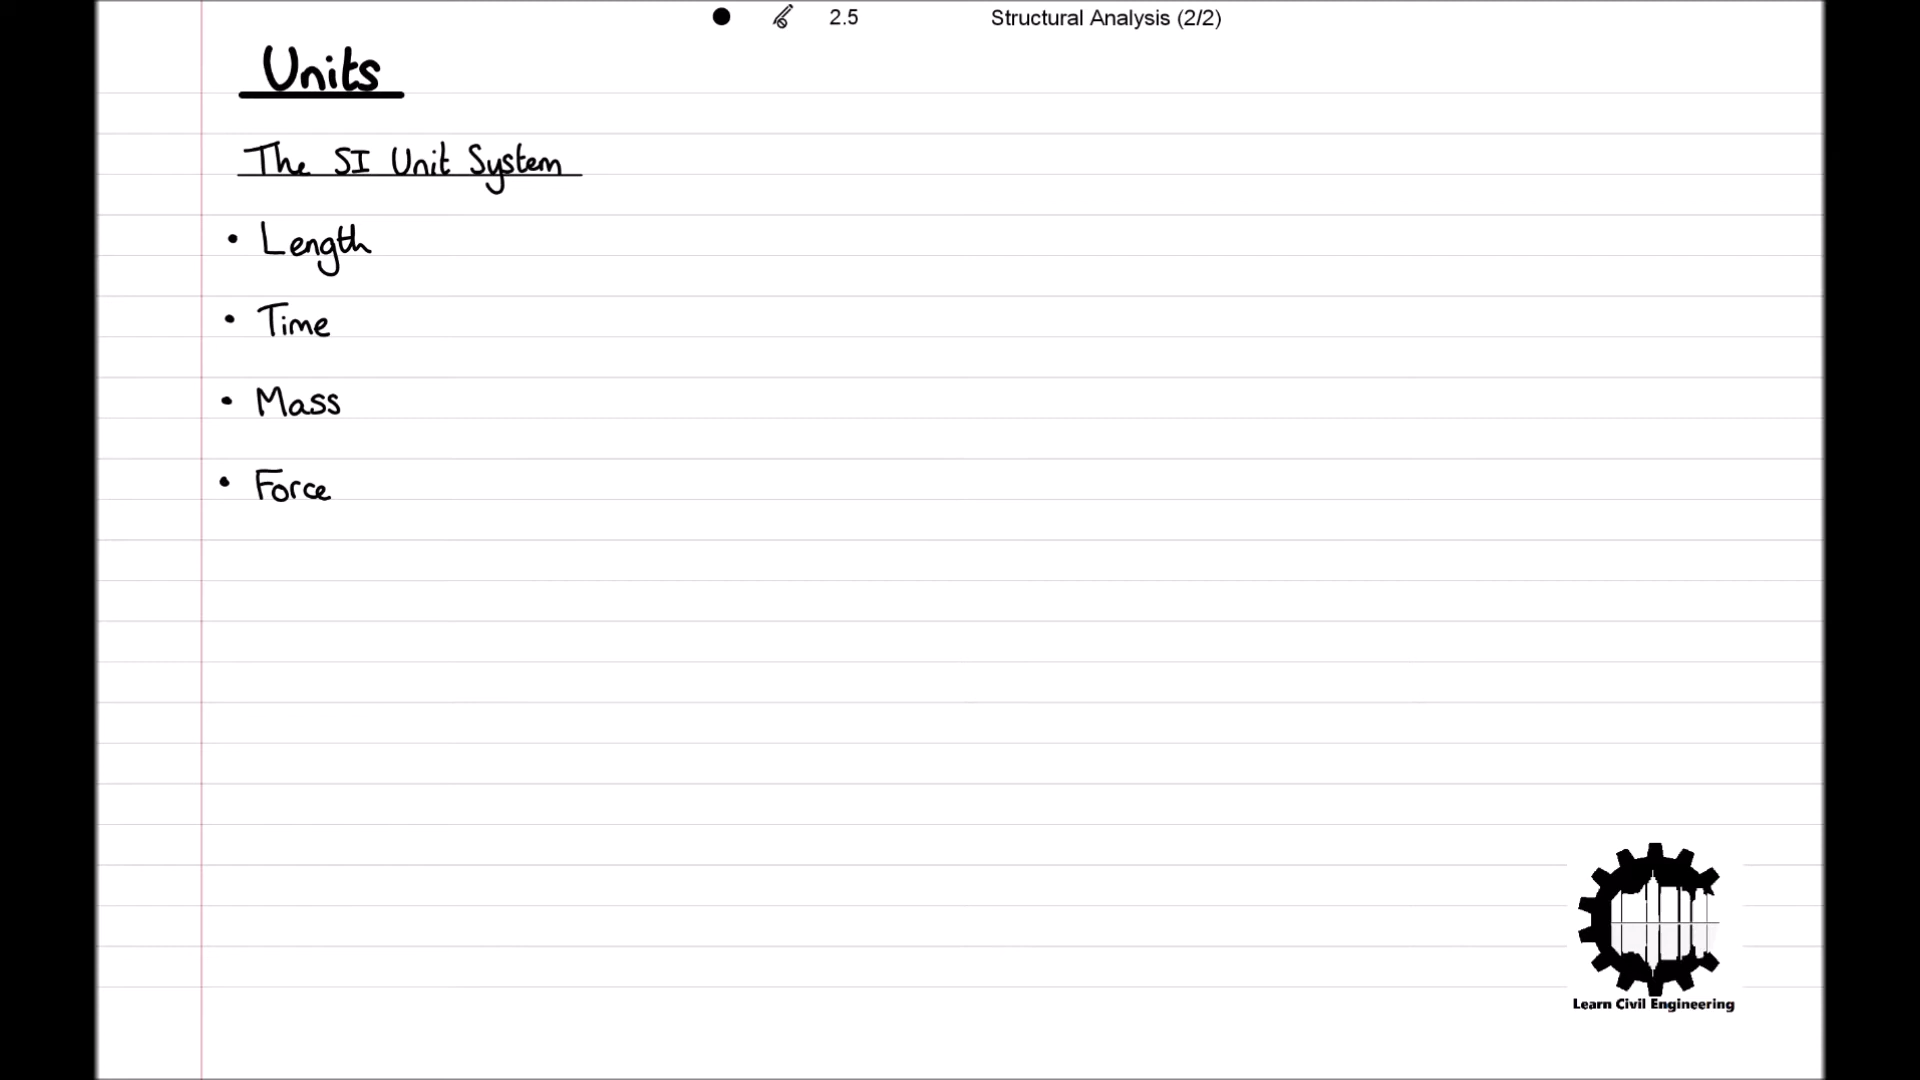 2.5 Structural Analysis (2/2)
Units
The SI Unit System
• Length
• Time
• Mass
• Force
Learn Civil Engineering